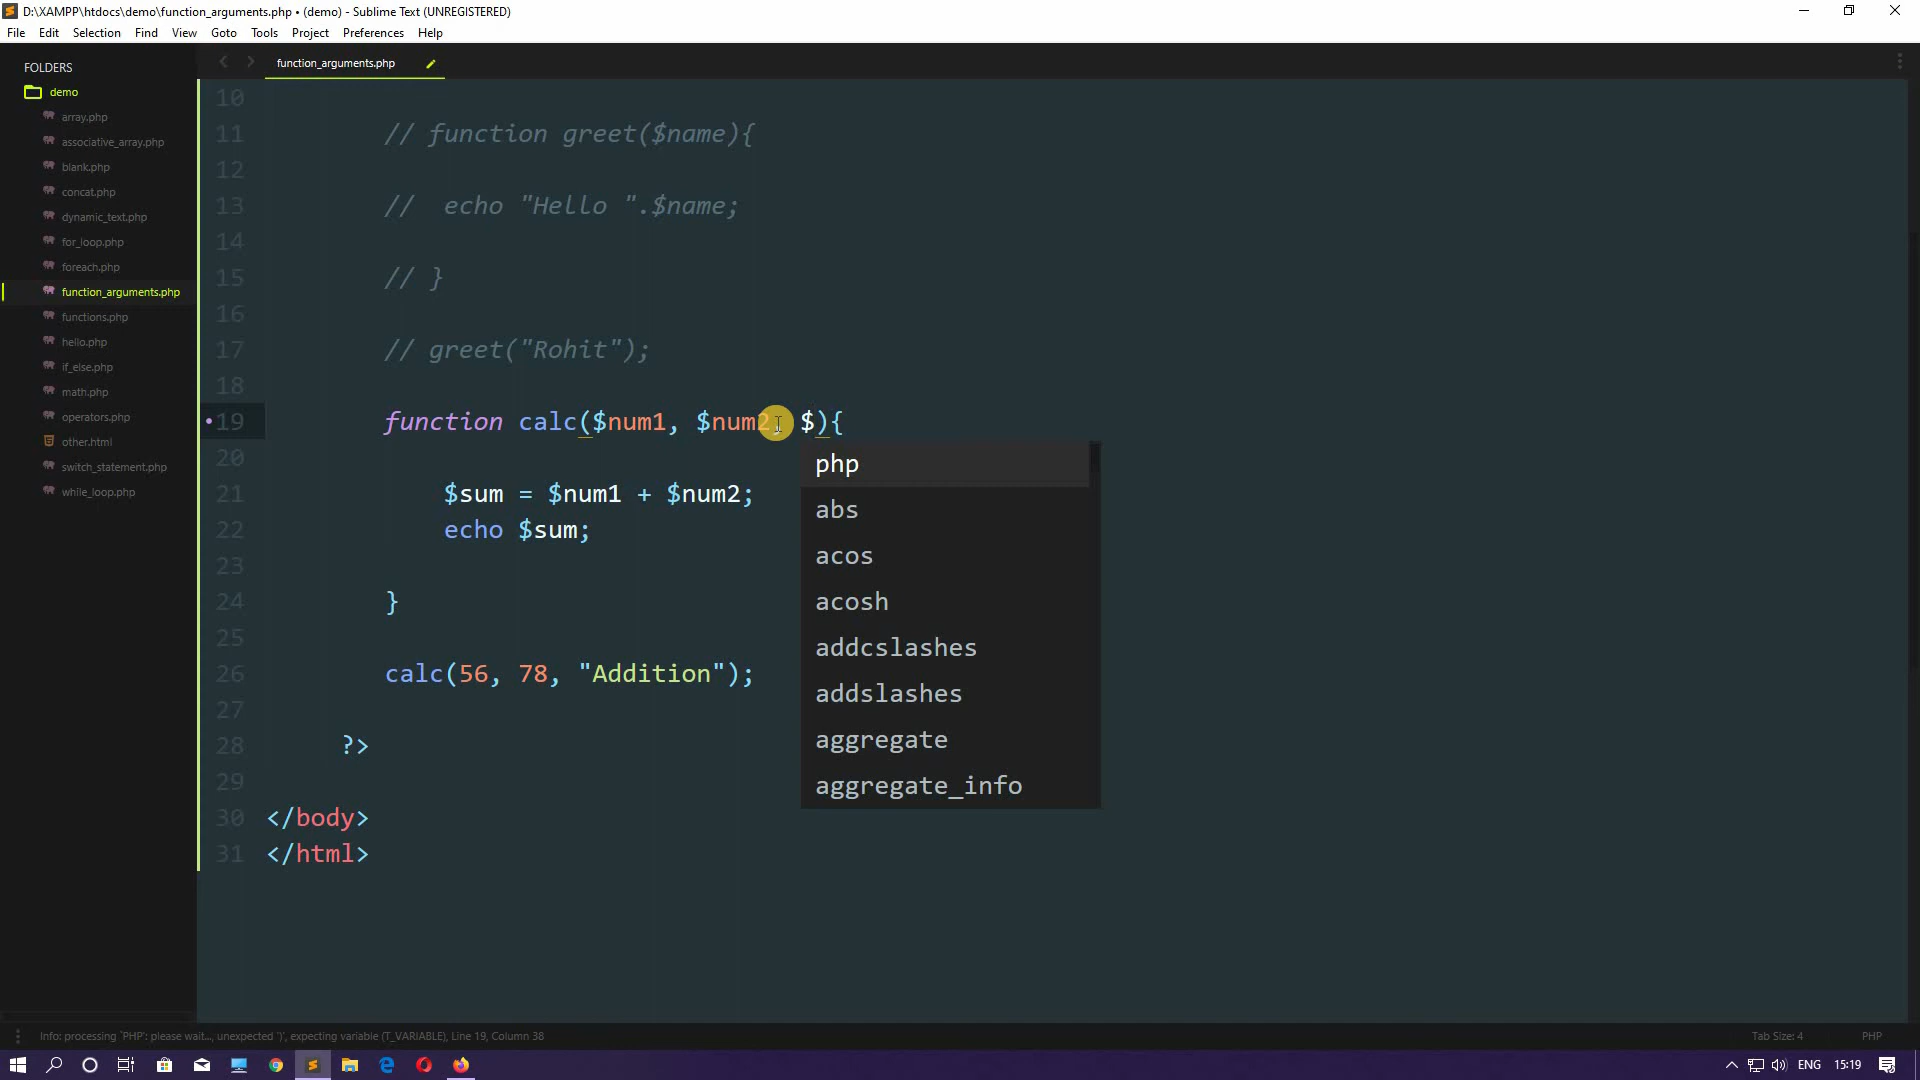 D:\XAMPP\htdocs\demo\function_arguments.php • (demo) - Sublime Text (UNREGISTERED)
File Edit Selection Find View Goto Tools Project Preferences Help
FOLDERS
demo
array.php
associative_array.php
blank.php
concat.php
dynamic_text.php
for_loop.php
foreach.php
function_arguments.php
functions.php
hello.php
if_else.php
math.php
operators.php
other.html
switch_statement.php
while_loop.php
function_arguments.php
10
11 // function greet($name){
12
13 //  echo "Hello ".$name;
14
15 // }
16
17 // greet("Rohit");
18
19 function calc($num1, $num2, $){
20
21 $sum = $num1 + $num2;
22 echo $sum;
23
24 }
25
26 calc(56, 78, "Addition");
27
28 ?>
29
30 </body>
31 </html>
php
abs
acos
acosh
addcslashes
addslashes
aggregate
aggregate_info
Info: processing `PHP': please wait..., unexpected ')', expecting variable (T_VARIABLE), Line 19, Column 38
Tab Size: 4 PHP
ENG 15:19